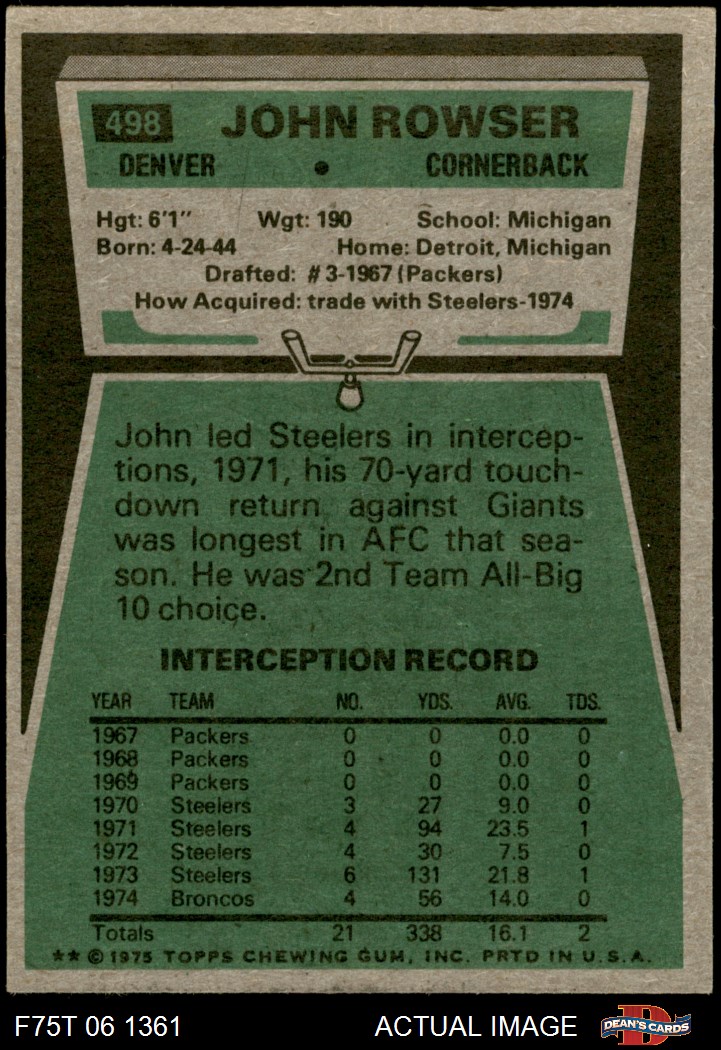 498 JOHN ROWSER
DENVER • CORNERBACK
Hgt: 6'1" Wgt: 190 School: Michigan
Born: 4-24-44 Home: Detroit, Michigan
Drafted: #3-1967 (Packers)
How Acquired: trade with Steelers-1974
John led Steelers in intercep-
tions, 1971, his 70-yard touch-
down return against Giants
was longest in AFC that sea-
son. He was 2nd Team All-Big
10 choice.
INTERCEPTION RECORD
YEAR TEAM NO. YDS. AVG. TDS.
1967 Packers 0 0 0.0 0
1968 Packers 0 0 0.0 0
1969 Packers 0 0 0.0 0
1970 Steelers 3 27 9.0 0
1971 Steelers 4 94 23.5 1
1972 Steelers 4 30 7.5 0
1973 Steelers 6 131 21.8 1
1974 Broncos 4 56 14.0 0
Totals 21 338 16.1 2
** © 1975 TOPPS CHEWING GUM, INC. PRTD IN U.S.A.
F75T 06 1361 ACTUAL IMAGE D DEAN'S CARDS